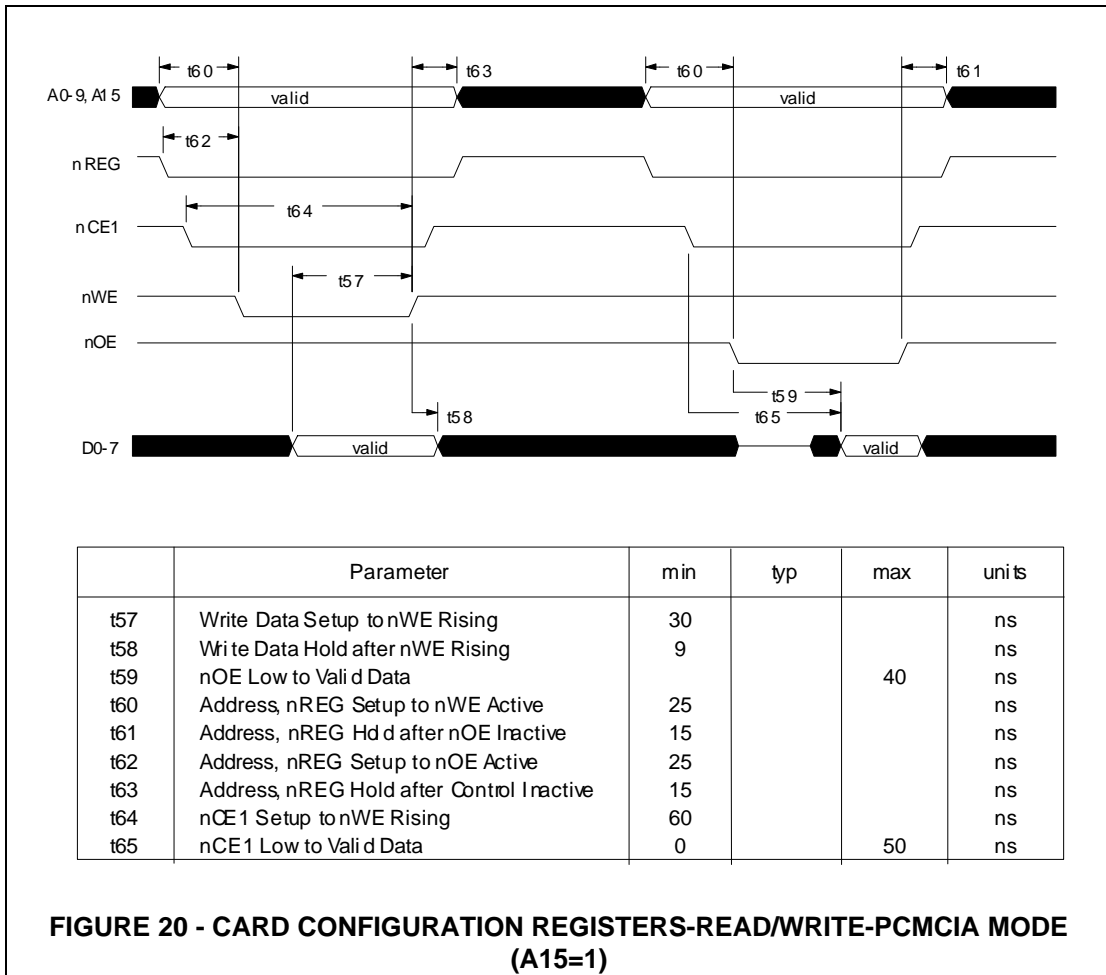 t60 t63 t60 t61
A0-9, A15 valid valid
t62
nREG
t64
nCE1
t57
nWE
nOE
t59
t58 t65
D0-7 valid valid
Parameter min typ max units
t57 Write Data Setup to nWE Rising 30 ns
t58 Write Data Hold after nWE Rising 9 ns
t59 nOE Low to Valid Data 40 ns
t60 Address, nREG Setup to nWE Active 25 ns
t61 Address, nREG Hold after nOE Inactive 15 ns
t62 Address, nREG Setup to nOE Active 25 ns
t63 Address, nREG Hold after Control Inactive 15 ns
t64 nCE1 Setup to nWE Rising 60 ns
t65 nCE1 Low to Valid Data 0 50 ns
FIGURE 20 - CARD CONFIGURATION REGISTERS-READ/WRITE-PCMCIA MODE
(A15=1)